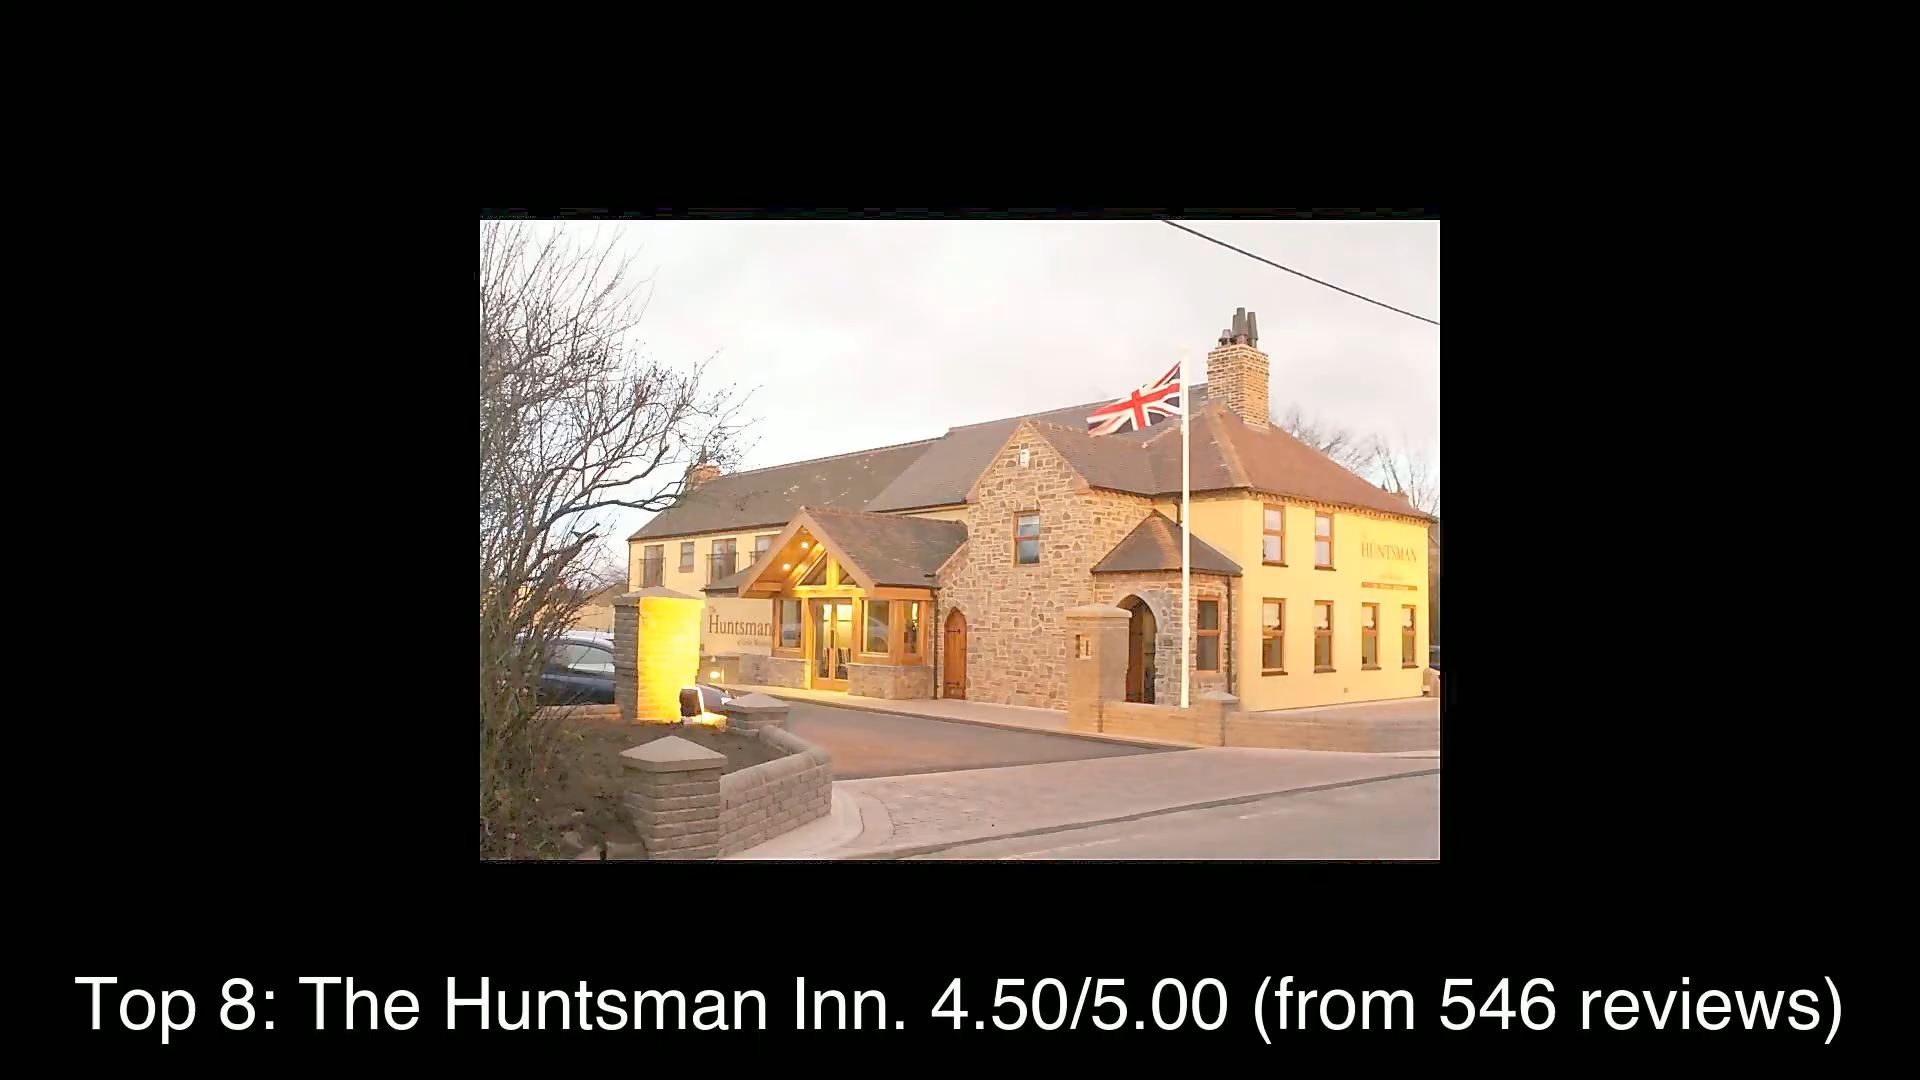 HUNTSMAN
Huntsman
Top 8: The Huntsman Inn. 4.50/5.00 (from 546 reviews)